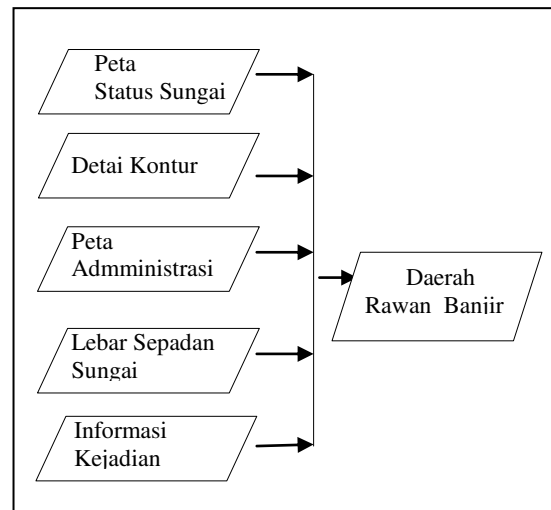 Peta
Status Sungai
Detai Kontur
Peta
Admministrasi
Daerah
Rawan Banjir
Lebar Sepadan
Sungai
Informasi
Kejadian